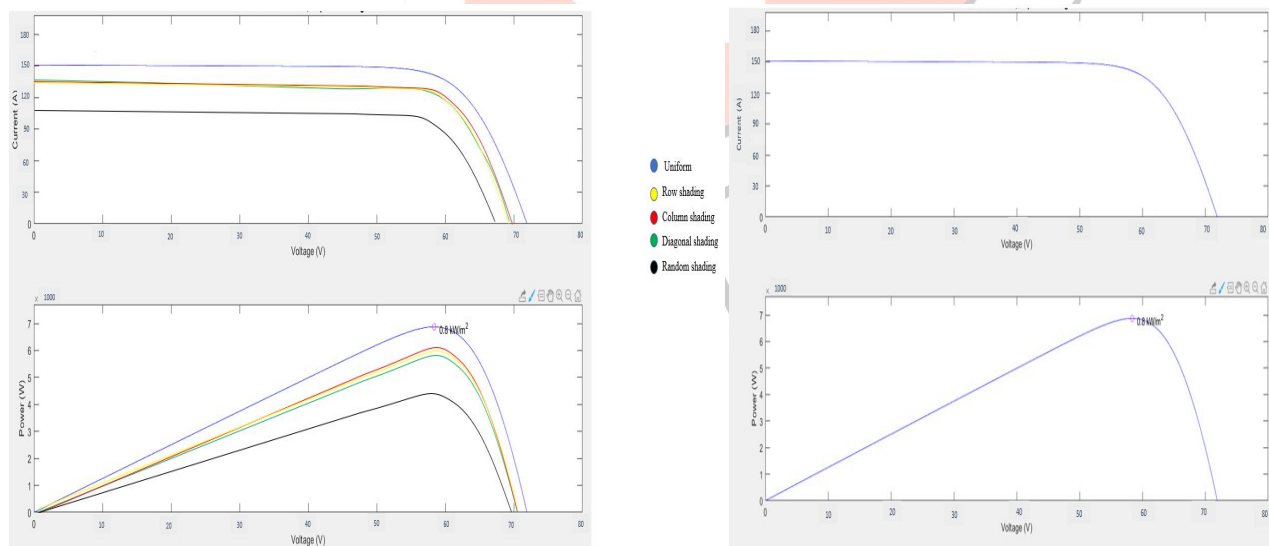 180
150
120
90
60
30
0
Current (A)
0 10 20 30 40 50 60 70 80
Voltage (V)
x 1000
7
6
5
4
3
2
1
0
Power (W)
0.8 kW/m2
0 10 20 30 40 50 60 70 80
Voltage (V)
Uniform
Row shading
Column shading
Diagonal shading
Random shading
180
150
120
90
60
30
0
Current (A)
0 10 20 30 40 50 60 70 80
Voltage (V)
x 1000
7
6
5
4
3
2
1
0
Power (W)
0.8 kW/m2
0 10 20 30 40 50 60 70 80
Voltage (V)